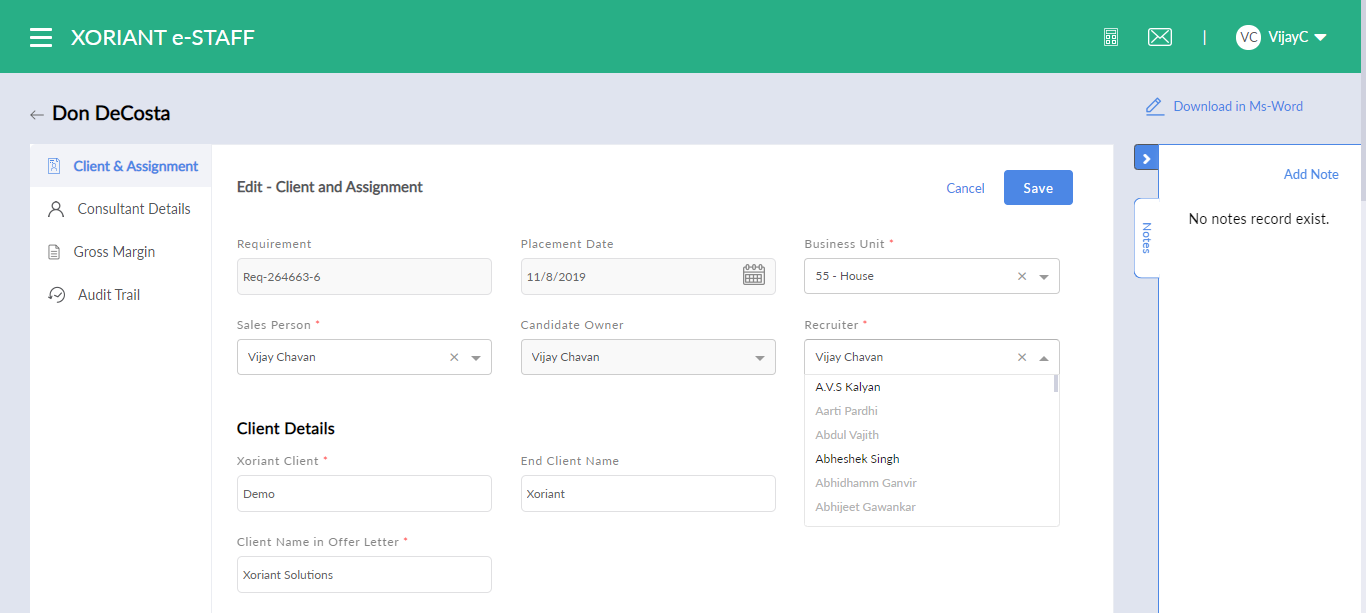 XORIANT e-STAFF
|
VC VijayC
← Don DeCosta
Download in Ms-Word
Client & Assignment
Consultant Details
Gross Margin
Audit Trail
Edit - Client and Assignment
Cancel
Save
Requirement
Req-264663-6
Placement Date
11/8/2019
Business Unit *
55 - House
Sales Person *
Vijay Chavan
Candidate Owner
Vijay Chavan
Recruiter *
Vijay Chavan
A.V.S Kalyan
Aarti Pardhi
Abdul Vajith
Abheshek Singh
Abhidhamm Ganvir
Abhijeet Gawankar
Client Details
Xoriant Client *
Demo
End Client Name
Xoriant
Client Name in Offer Letter *
Xoriant Solutions
Notes
Add Note
No notes record exist.